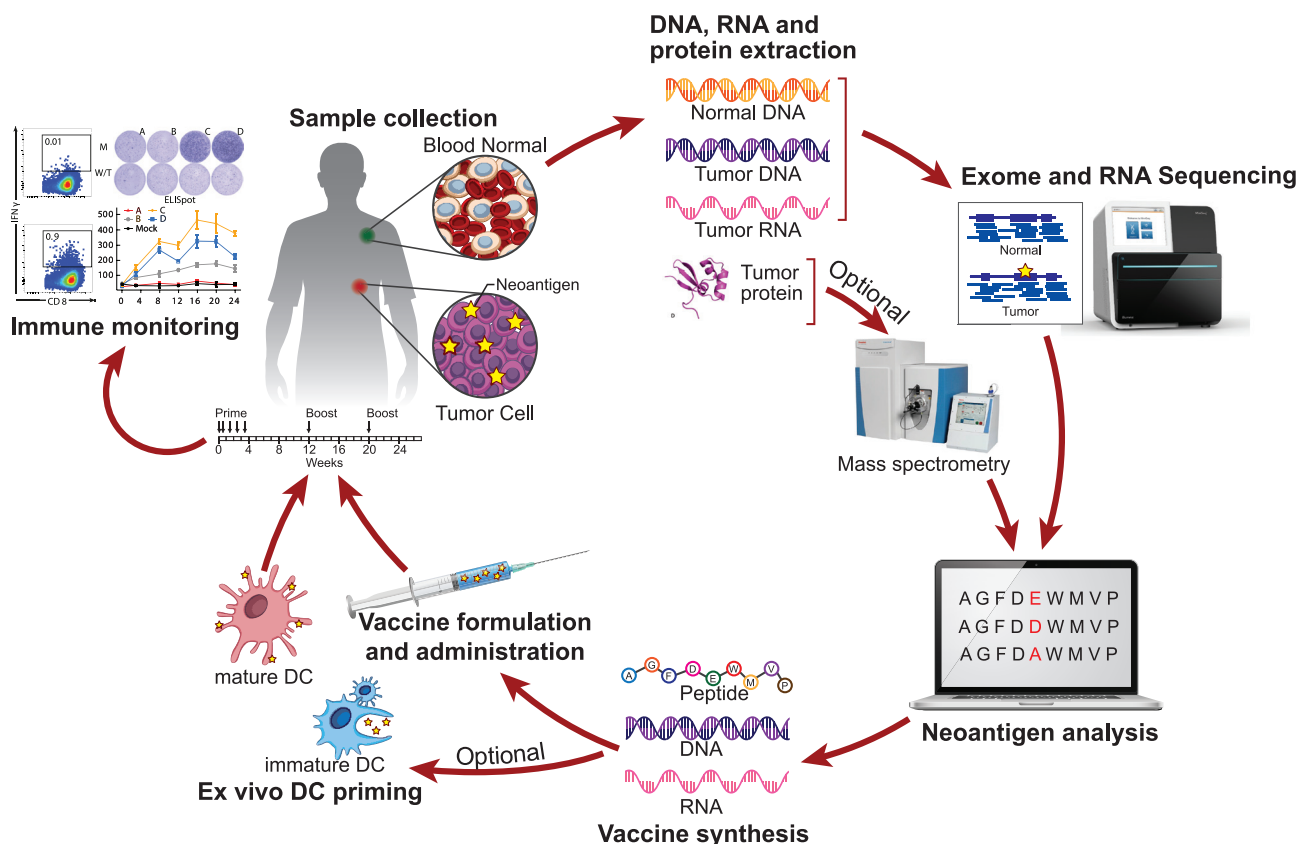 DNA, RNA and
protein extraction
Normal DNA
Tumor DNA
Tumor RNA
Tumor
protein
Optional
Sample collection
Blood Normal
Neoantigen
Tumor Cell
Exome and RNA Sequencing
Normal
Tumor
Mass spectrometry
AGFDEWMVP
AGFDDWMVP
AGFDAWMVP
Neoantigen analysis
A G F D E W M V P
Peptide
DNA
RNA
Vaccine synthesis
Optional
Vaccine formulation
and administration
mature DC
immature DC
Ex vivo DC priming
Prime Boost Boost
0 4 8 12 16 20 24
Weeks
0.01
0.9
IFN γ
CD 8
A B C D
M
W/T
ELISpot
A C
B D
Mock
500
400
300
200
100
0 4 8 12 16 20 24
Immune monitoring